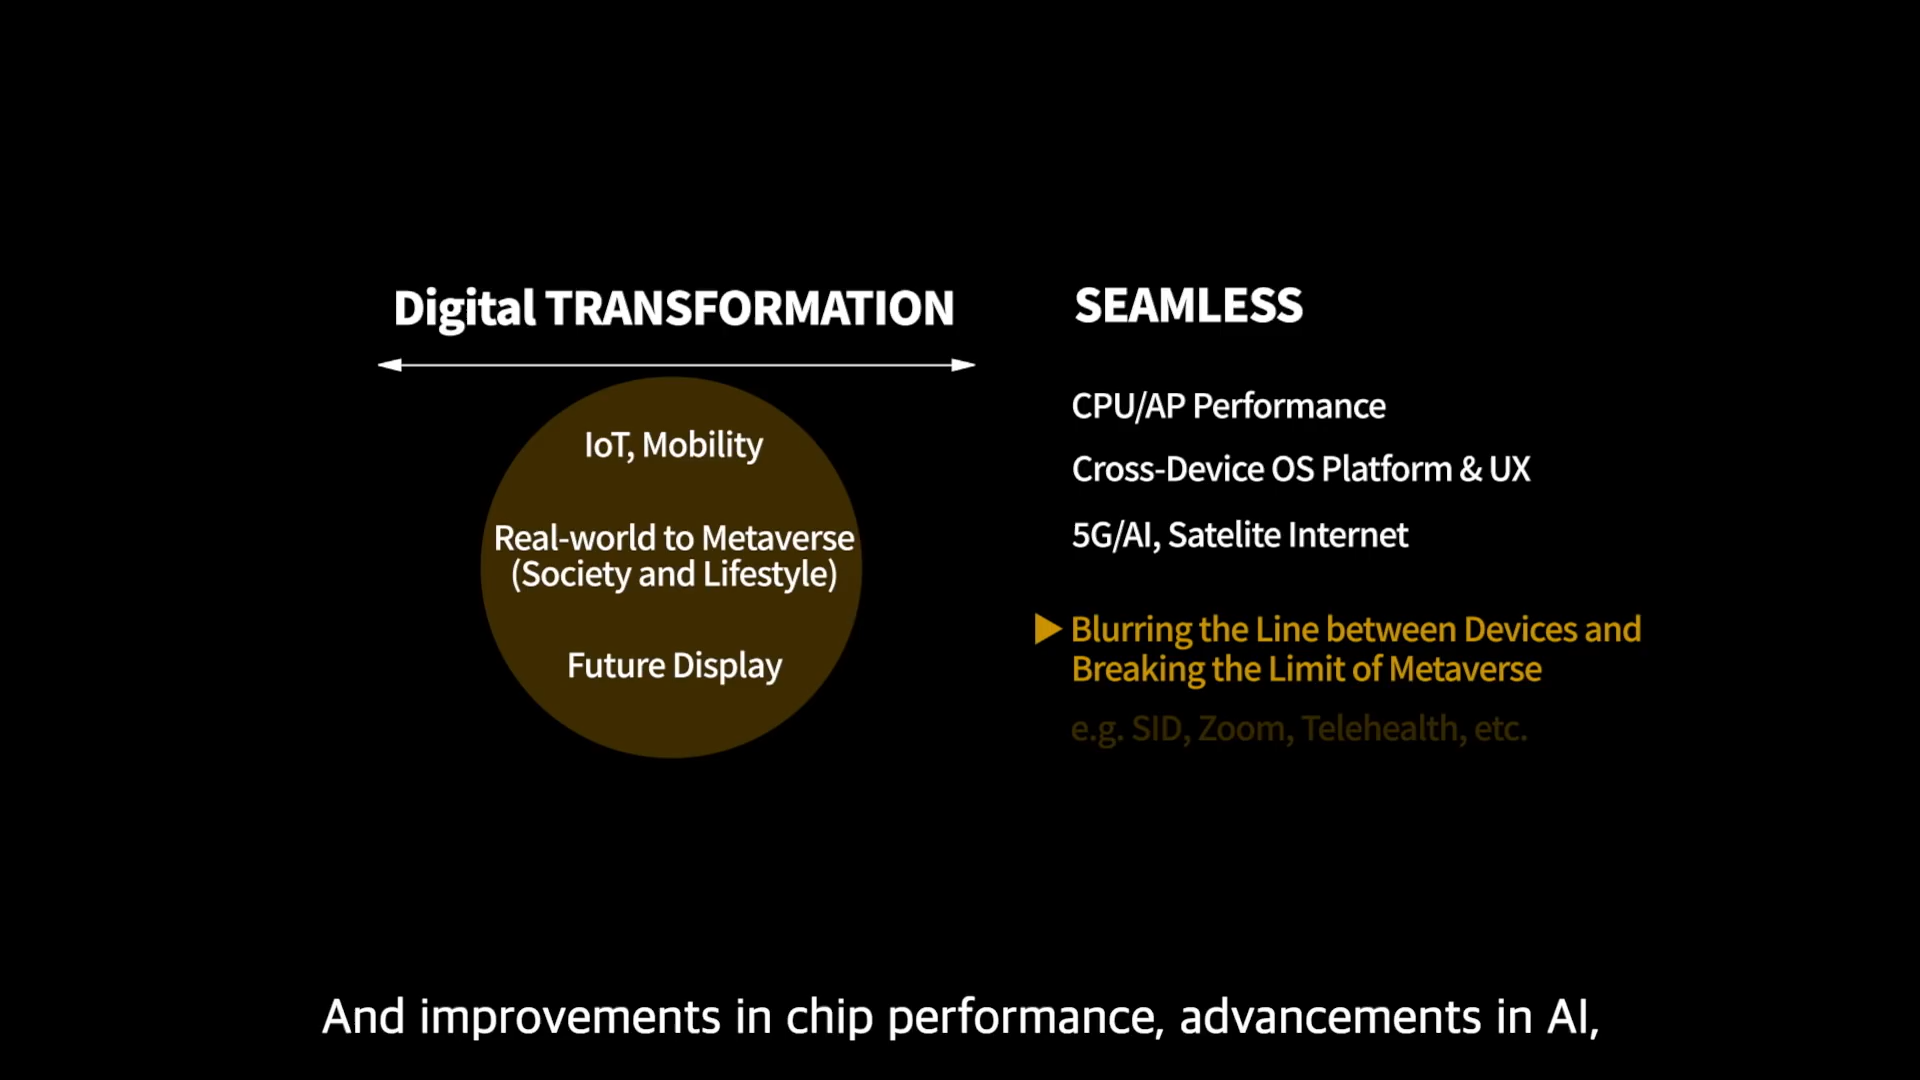 Digital TRANSFORMATION
IoT, Mobility
Real-world to Metaverse
(Society and Lifestyle)
Future Display
SEAMLESS
CPU/AP Performance
Cross-Device OS Platform & UX
5G/AI, Satelite Internet
Blurring the Line between Devices and
Breaking the Limit of Metaverse
e.g. SID, Zoom, Telehealth, etc.
And improvements in chip performance, advancements in AI,